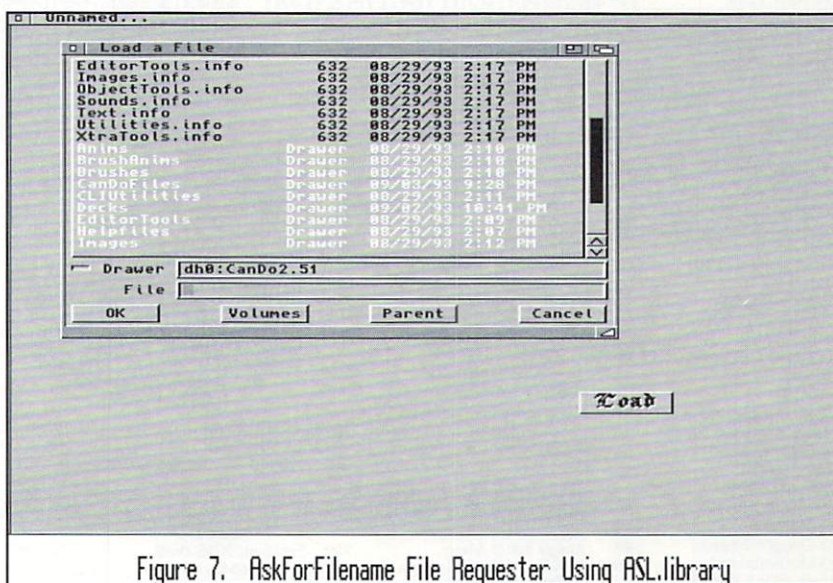 Unnamed...
Load a File
EditorTools.info 632 08/29/93 2:17 PM
Images.info 632 08/29/93 2:17 PM
ObjectTools.info 632 08/29/93 2:17 PM
Sounds.info 632 08/29/93 2:17 PM
Text.info 632 08/29/93 2:17 PM
Utilities.info 632 08/29/93 2:17 PM
XtraTools.info 632 08/29/93 2:17 PM
Anims Drawer 08/29/93 2:10 PM
BrushAnims Drawer 08/29/93 2:10 PM
Brushes Drawer 08/29/93 2:10 PM
CanDoFiles Drawer 09/03/93 9:28 PM
CLIUtilities Drawer 08/29/93 2:11 PM
Decks Drawer 09/02/93 10:41 PM
EditorTools Drawer 08/29/93 2:09 PM
Helpfiles Drawer 08/29/93 2:07 PM
Images Drawer 08/29/93 2:12 PM
Drawer dh0:CanDo2.51
File
OK Volumes Parent Cancel
Load
Figure 7. AskForFilename File Requester Using ASL.library